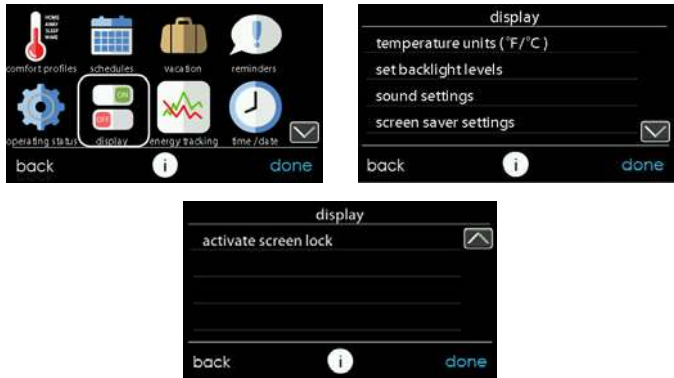 HOME
AWAY
SLEEP
WAKE
comfort profiles schedules vacation reminders
ON
OFF
operating status display energy tracking time /date
back i done
display
temperature units (°F/°C )
set backlight levels
sound settings
screen saver settings
back i done
display
activate screen lock
back i done